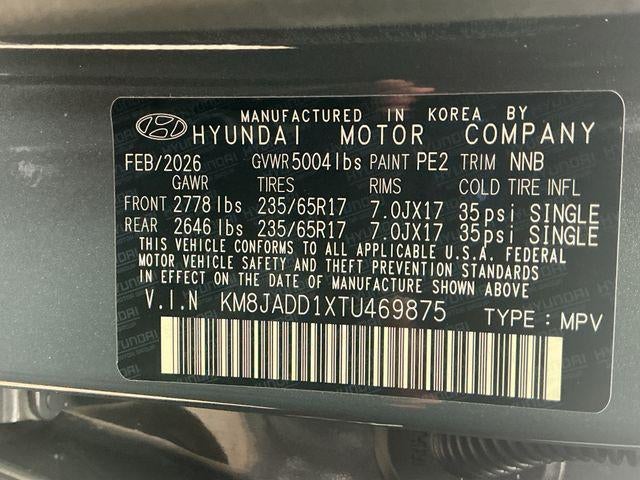 MANUFACTURED IN KOREA BY
HYUNDAI MOTOR COMPANY
FEB/2026 GVWR 5004lbs PAINT PE2 TRIM NNB
GAWR TIRES RIMS COLD TIRE INFL
FRONT 2778 lbs 235/65R17 7.0JX17 35psi SINGLE
REAR 2646 lbs 235/65R17 7.0JX17 35psi SINGLE
THIS VEHICLE CONFORMS TO ALL APPLICABLE U.S.A. FEDERAL
MOTOR VEHICLE SAFETY AND THEFT PREVENTION STANDARDS
IN EFFECT ON THE DATE OF MANUFACTURE SHOWN ABOVE
V.I.N KM8JADD1XTU469875 TYPE : MPV